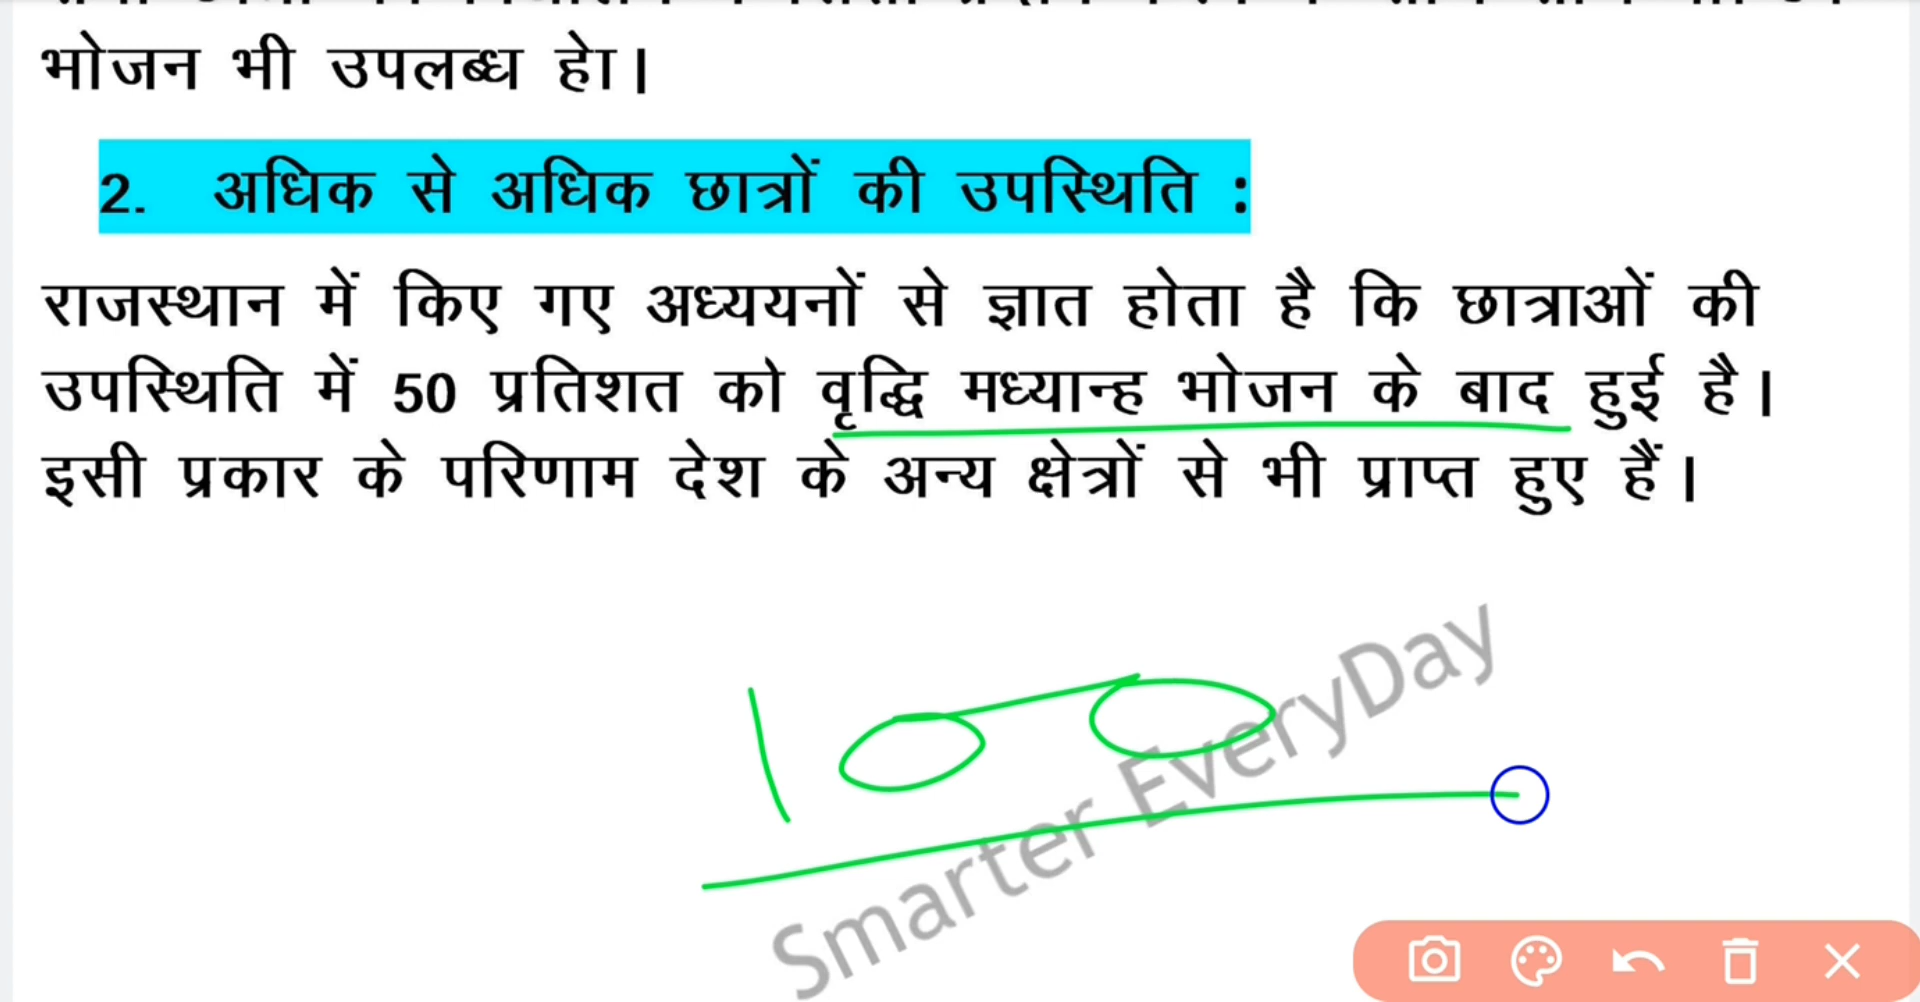 भोजन भी उपलब्ध हेा।
2. अधिक से अधिक छात्रों की उपस्थिति :
राजस्थान में किए गए अध्ययनों से ज्ञात होता है कि छात्राओं की
उपस्थिति में 50 प्रतिशत को वृद्धि मध्यान्ह भोजन के बाद हुई है।
इसी प्रकार के परिणाम देश के अन्य क्षेत्रों से भी प्राप्त हुए हैं।
100
Smarter EveryDay